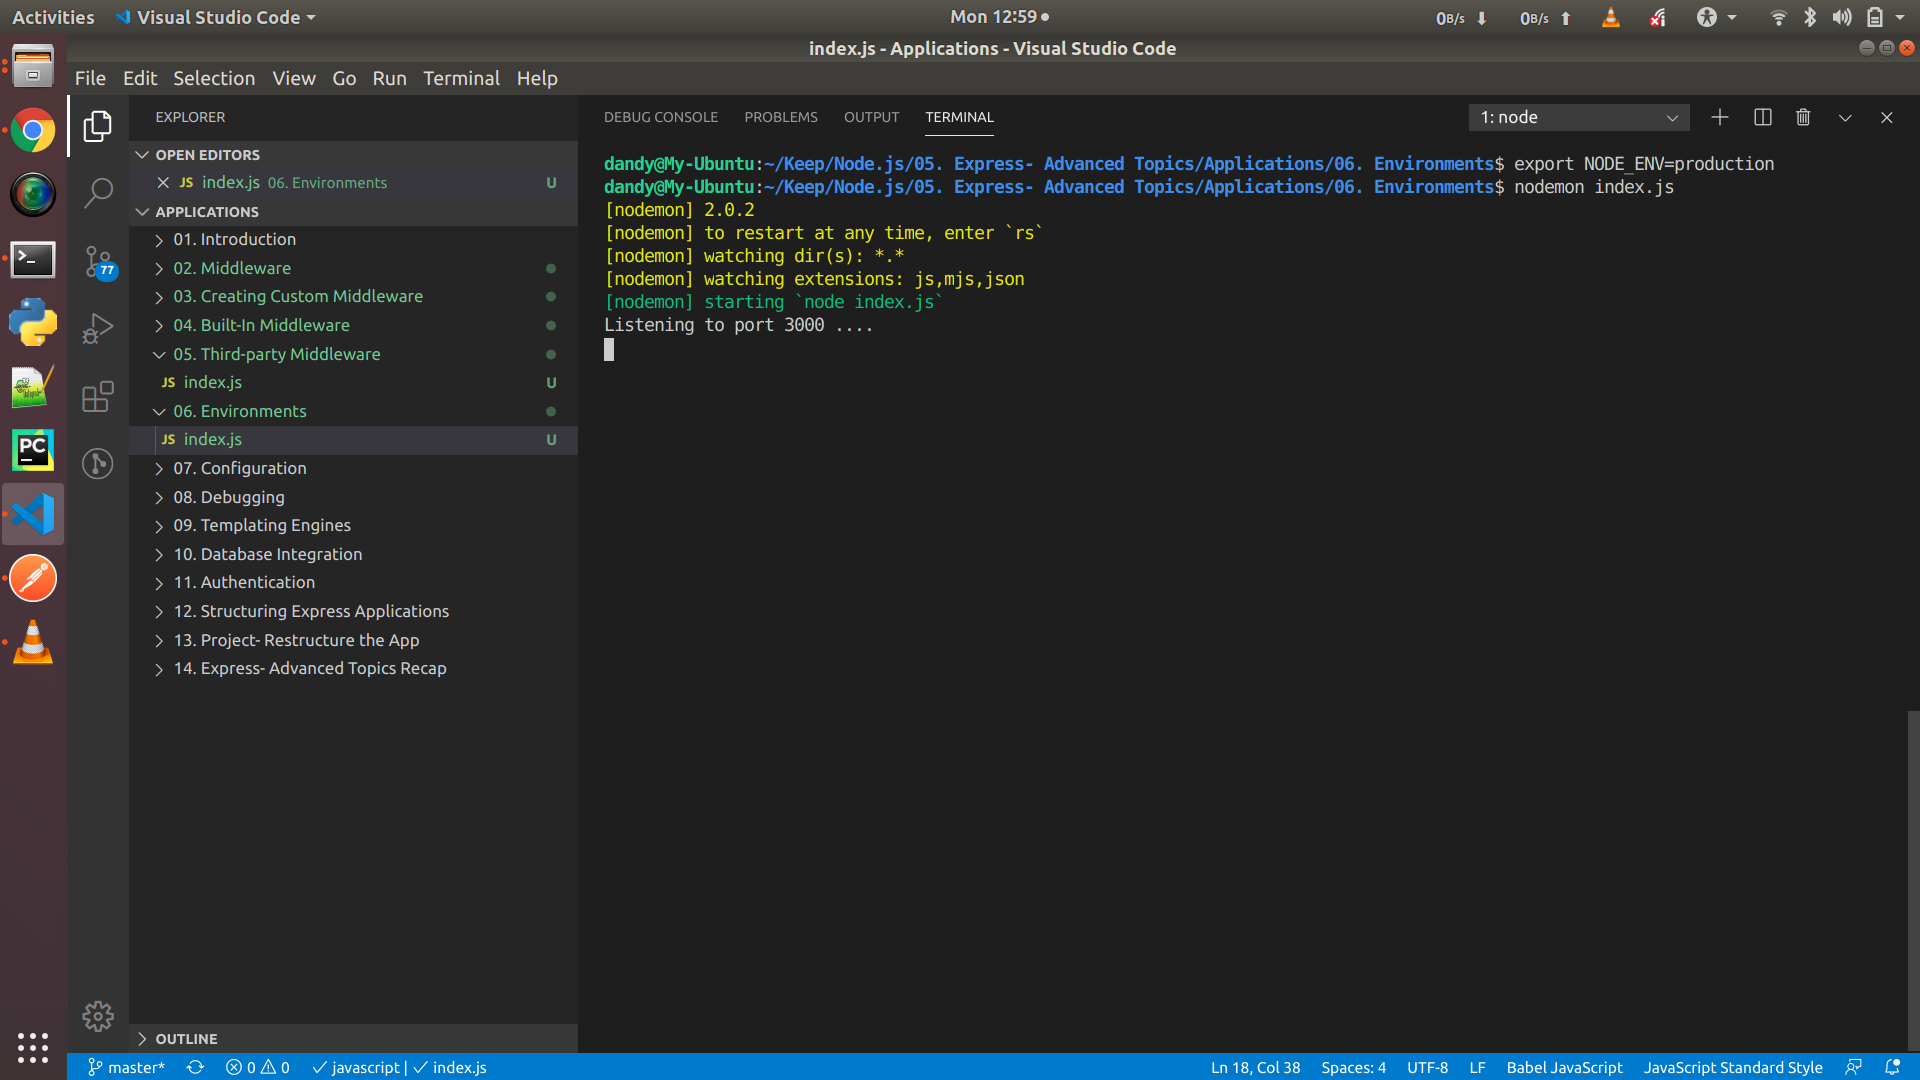 Activities Visual Studio Code Mon 12:59 0B/s 0B/s
index.js - Applications - Visual Studio Code
File Edit Selection View Go Run Terminal Help
EXPLORER
OPEN EDITORS
JS index.js 06. Environments U
APPLICATIONS
01. Introduction
02. Middleware
03. Creating Custom Middleware
04. Built-In Middleware
05. Third-party Middleware
JS index.js U
06. Environments
JS index.js U
07. Configuration
08. Debugging
09. Templating Engines
10. Database Integration
11. Authentication
12. Structuring Express Applications
13. Project- Restructure the App
14. Express- Advanced Topics Recap
OUTLINE
77
PC
DEBUG CONSOLE PROBLEMS OUTPUT TERMINAL 1: node
dandy@My-Ubuntu:~/Keep/Node.js/05. Express- Advanced Topics/Applications/06. Environments$ export NODE_ENV=production
dandy@My-Ubuntu:~/Keep/Node.js/05. Express- Advanced Topics/Applications/06. Environments$ nodemon index.js
[nodemon] 2.0.2
[nodemon] to restart at any time, enter `rs`
[nodemon] watching dir(s): *.*
[nodemon] watching extensions: js,mjs,json
[nodemon] starting `node index.js`
Listening to port 3000 ....
master* 0 0 javascript | index.js Ln 18, Col 38 Spaces: 4 UTF-8 LF Babel JavaScript JavaScript Standard Style